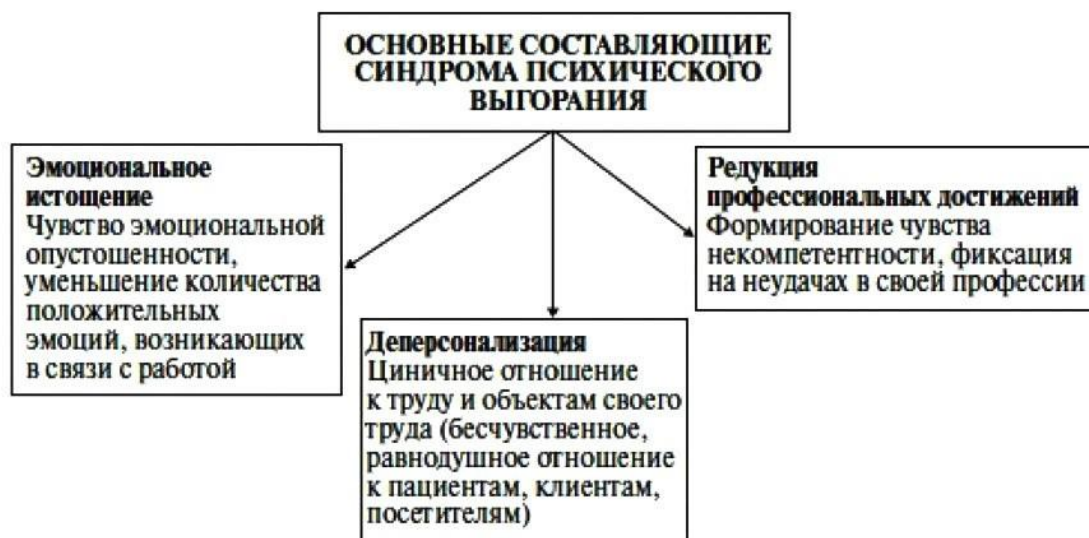 ОСНОВНЫЕ СОСТАВЛЯЮЩИЕ
СИНДРОМА ПСИХИЧЕСКОГО
ВЫГОРАНИЯ
Эмоциональное
истощение
Чувство эмоциональной
опустошенности,
уменьшение количества
положительных
эмоций, возникающих
в связи с работой
Деперсонализация
Циничное отношение
к труду и объектам своего
труда (бесчувственное,
равнодушное отношение
к пациентам, клиентам,
посетителям)
Редукция
профессиональных достижений
Формирование чувства
некомпетентности, фиксация
на неудачах в своей профессии